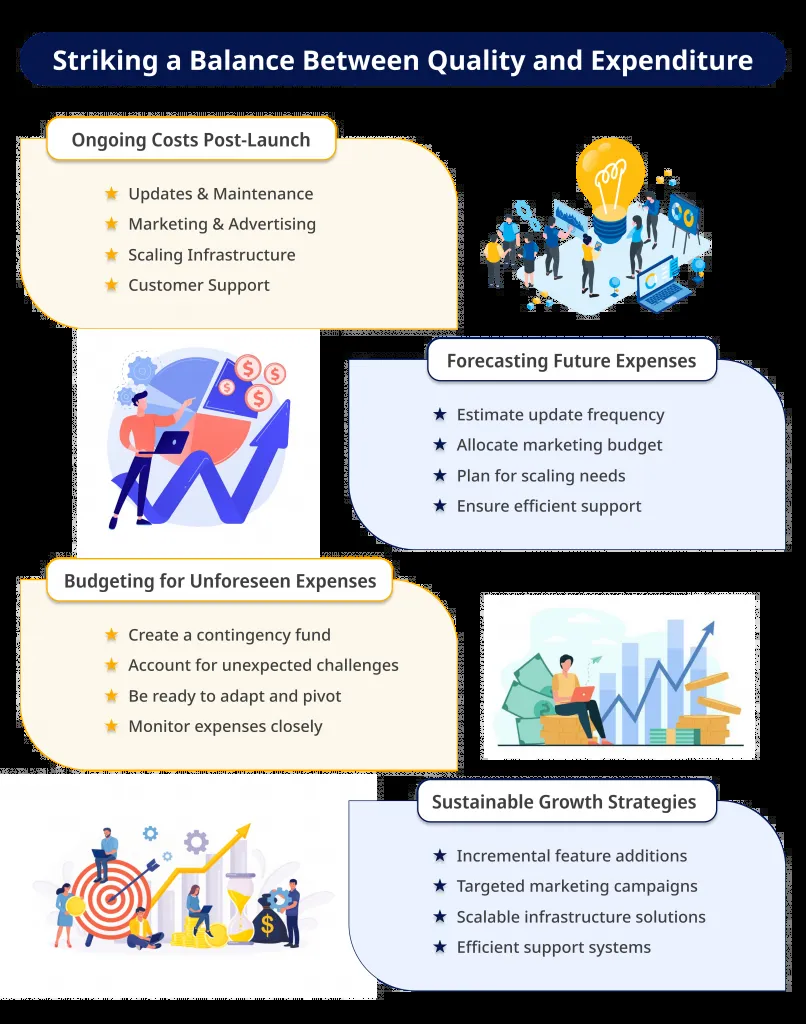 Striking a Balance Between Quality and Expenditure
Ongoing Costs Post-Launch
Updates & Maintenance
Marketing & Advertising
Scaling Infrastructure
Customer Support
$
$
$
$
Forecasting Future Expenses
Estimate update frequency
Allocate marketing budget
Plan for scaling needs
Ensure efficient support
Budgeting for Unforeseen Expenses
Create a contingency fund
Account for unexpected challenges
Be ready to adapt and pivot
Monitor expenses closely
Sustainable Growth Strategies
Incremental feature additions
Targeted marketing campaigns
Scalable infrastructure solutions
Efficient support systems
$